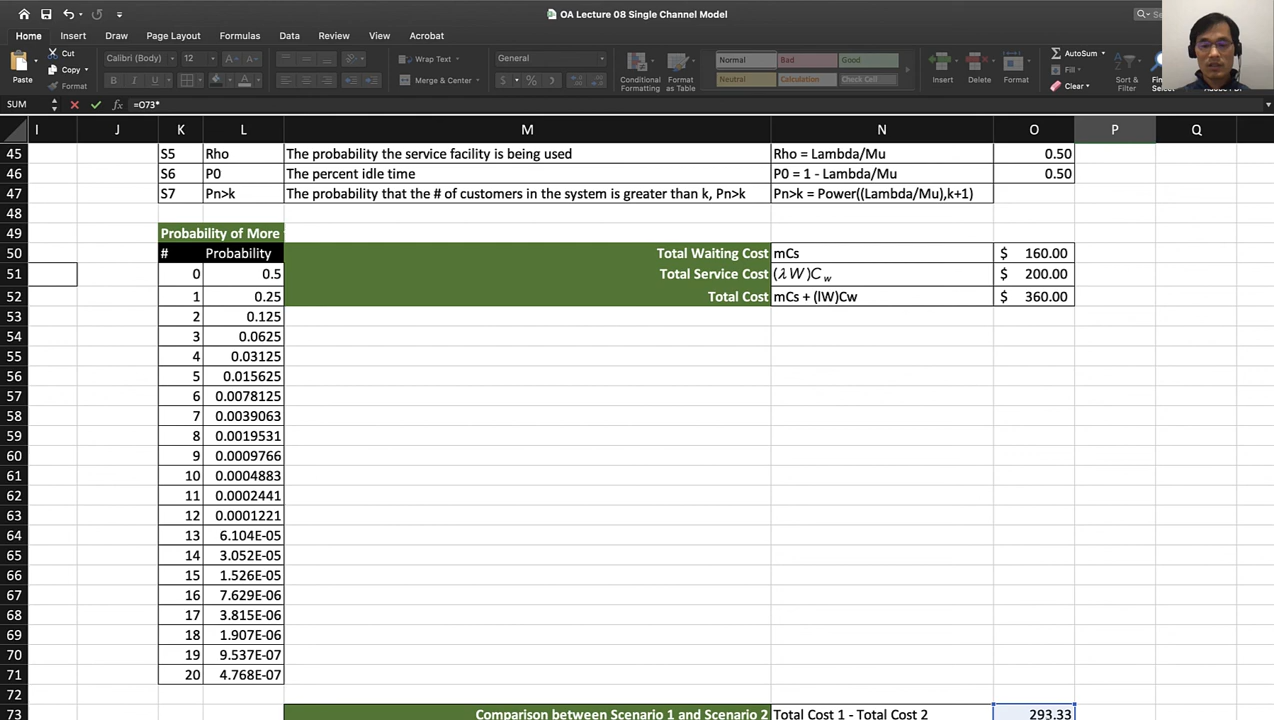 OA Lecture 08 Single Channel Model
Home Insert Draw Page Layout Formulas Data Review View Acrobat
Paste
Cut
Copy
Format
Calibri (Body) 12
Wrap Text
Merge & Center
General
Conditional Formatting
Format as Table
Normal Bad Good
Neutral Calculation Check Cell
Insert Delete Format
AutoSum
Fill
Clear
Sort & Filter
SUM fx =O73*
I J K L M N O P Q
45 S5 Rho The probability the service facility is being used Rho = Lambda/Mu 0.50
46 S6 P0 The percent idle time P0 = 1 - Lambda/Mu 0.50
47 S7 Pn>k The probability that the # of customers in the system is greater than k, Pn>k Pn>k = Power((Lambda/Mu),k+1)
48
49 Probability of More
50 # Probability Total Waiting Cost mCs $ 160.00
51 0 0.5 Total Service Cost (λW)Cw $ 200.00
52 1 0.25 Total Cost mCs + (lW)Cw $ 360.00
53 2 0.125
54 3 0.0625
55 4 0.03125
56 5 0.015625
57 6 0.0078125
58 7 0.0039063
59 8 0.0019531
60 9 0.0009766
61 10 0.0004883
62 11 0.0002441
63 12 0.0001221
64 13 6.104E-05
65 14 3.052E-05
66 15 1.526E-05
67 16 7.629E-06
68 17 3.815E-06
69 18 1.907E-06
70 19 9.537E-07
71 20 4.768E-07
72
73 Comparison between Scenario 1 and Scenario 2 Total Cost 1 - Total Cost 2 293.33